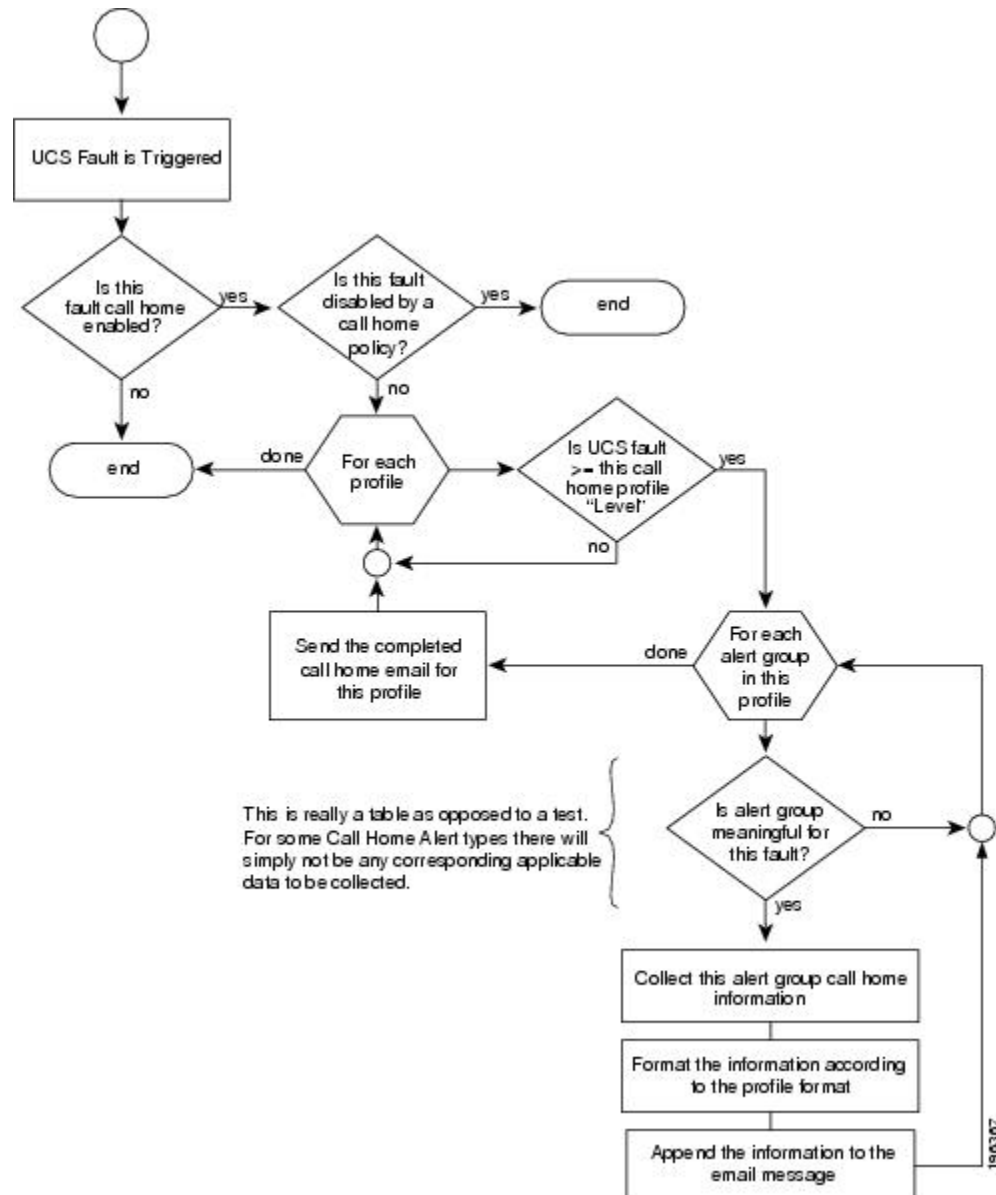 UCS Fault is Triggered
Is this
fault call home
enabled?
yes
Is this fault
disabled by a
call home
policy?
yes
end
no
no
end
done
For each
profile
Is UCS fault
>= this call
home profile
"Level"
yes
no
Send the completed
call home email for
this profile
done
For each
alert group
in this
profile
This is really a table as opposed to a test.
For some Call Home Alert types there will
simply not be any corresponding applicable
data to be collected.
Is alert group
meaningful for
this fault?
no
yes
Collect this alert group call home
information
Format the information according
to the profile format
Append the information to the
email message
190307